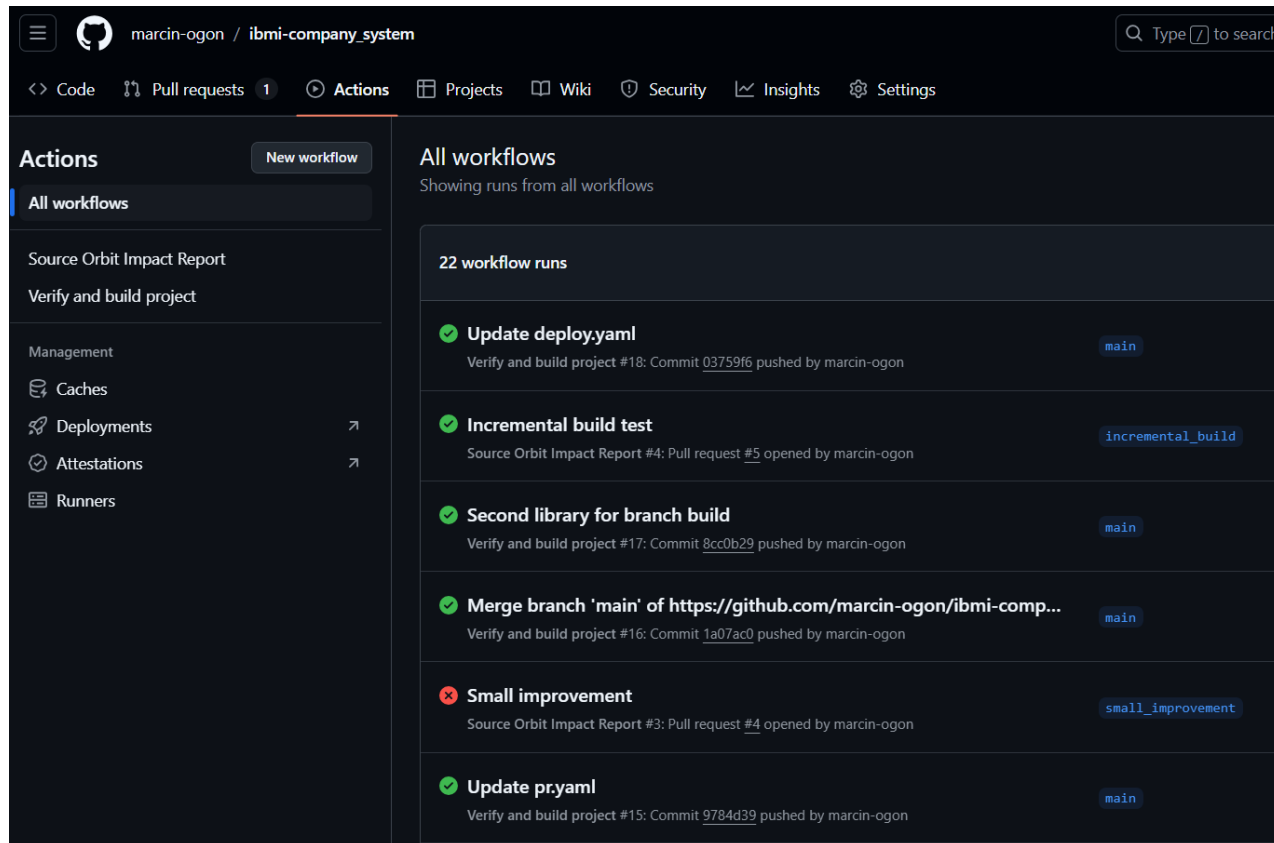 marcin-ogon / ibmi-company_system
Type / to search
Code
Pull requests 1
Actions
Projects
Wiki
Security
Insights
Settings
Actions
New workflow
All workflows
Source Orbit Impact Report
Verify and build project
Management
Caches
Deployments
Attestations
Runners
All workflows
Showing runs from all workflows
22 workflow runs
Update deploy.yaml
main
Verify and build project #18: Commit 03759f6 pushed by marcin-ogon
Incremental build test
incremental_build
Source Orbit Impact Report #4: Pull request #5 opened by marcin-ogon
Second library for branch build
main
Verify and build project #17: Commit 8cc0b29 pushed by marcin-ogon
Merge branch 'main' of https://github.com/marcin-ogon/ibmi-comp...
main
Verify and build project #16: Commit 1a07ac0 pushed by marcin-ogon
Small improvement
small_improvement
Source Orbit Impact Report #3: Pull request #4 opened by marcin-ogon
Update pr.yaml
main
Verify and build project #15: Commit 9784d39 pushed by marcin-ogon